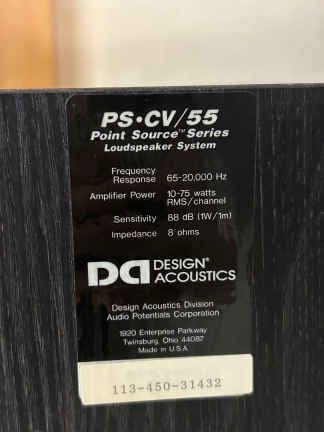 PS•CV/55
Point Source™ Series
Loudspeaker System
Frequency
Response 65-20,000 Hz
Amplifier Power 10-75 watts
RMS/channel
Sensitivity 88 dB (1W/1m)
Impedance 8 ohms
DA DESIGN®
ACOUSTICS
Design Acoustics Division
Audio Potentials Corporation
1920 Enterprise Parkway
Twinsburg, Ohio 44087
Made in U.S.A.
113-450-31432